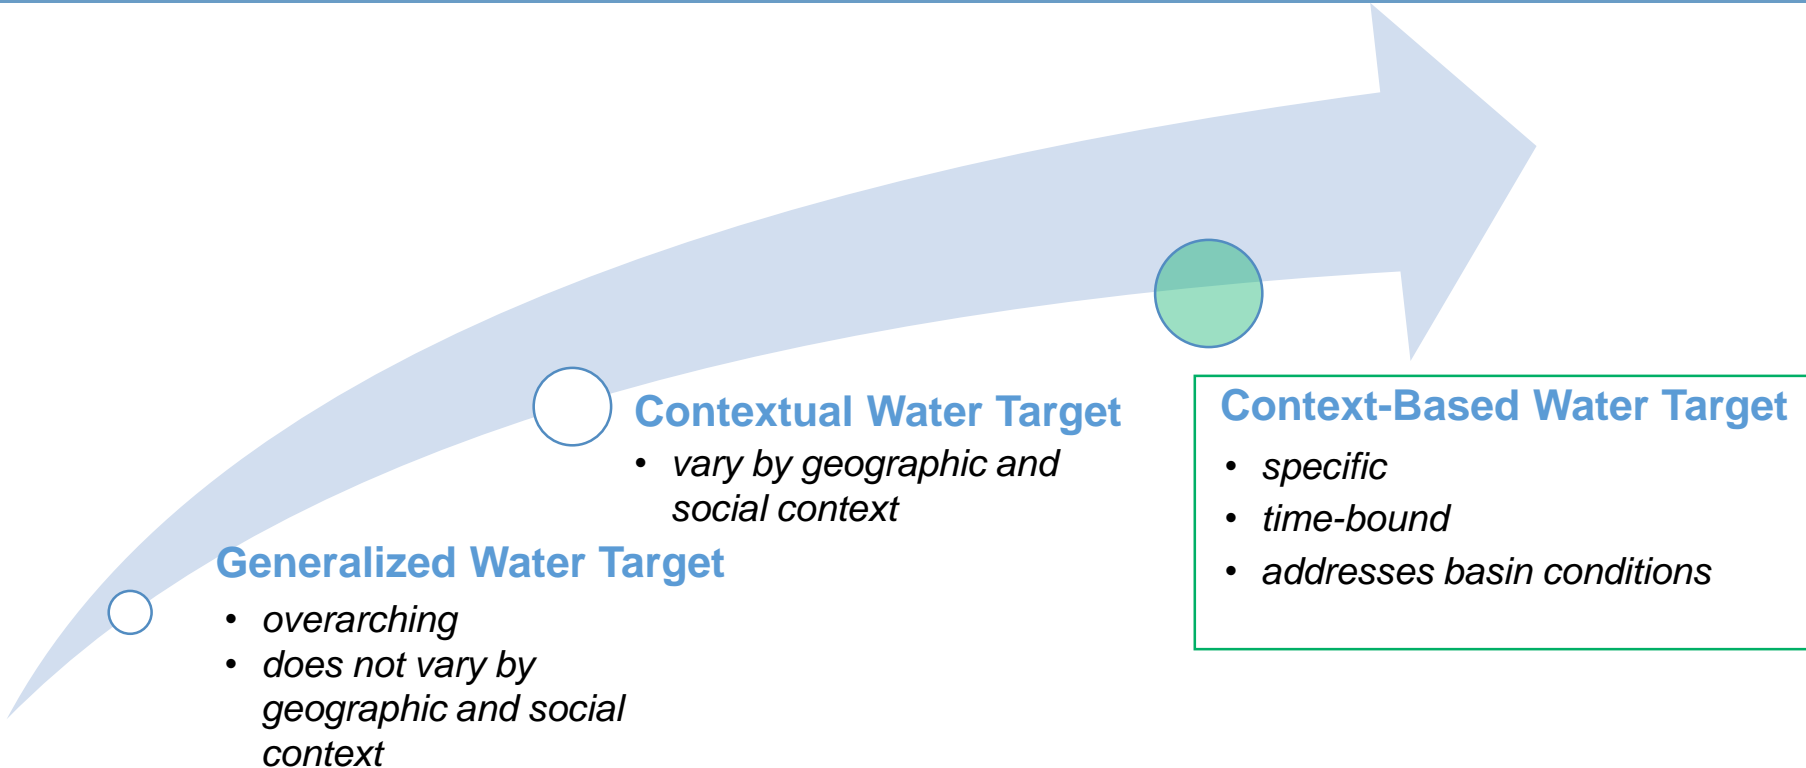 Generalized Water Target
• overarching
• does not vary by
geographic and social
context
Contextual Water Target
• vary by geographic and
social context
Context-Based Water Target
• specific
• time-bound
• addresses basin conditions